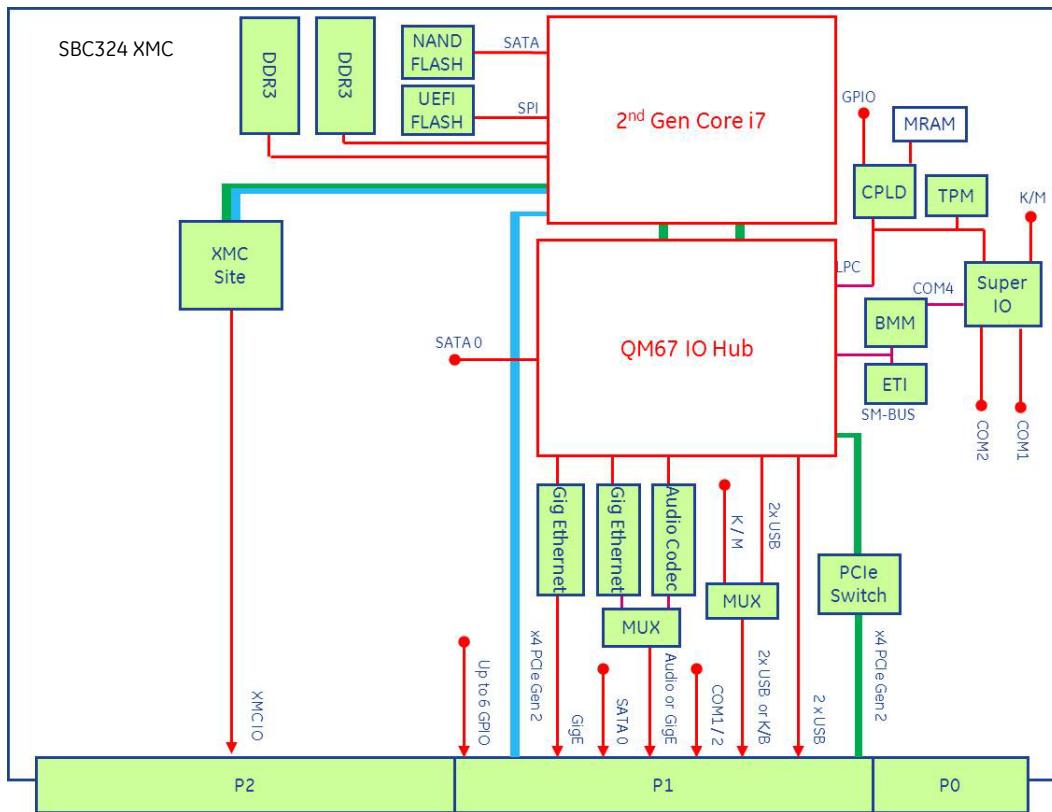 SBC324 XMC
DDR3
DDR3
NAND
FLASH
SATA
UEFI
FLASH
SPI
2nd Gen Core i7
GPIO
MRAM
CPLD
TPM
K/M
XMC
Site
LPC
COM4
Super
IO
BMM
SATA 0
QM67 IO Hub
ETI
SM-BUS
COM2
COM1
Gig Ethernet
Gig Ethernet
Audio Codec
K / M
2x USB
PCIe
Switch
MUX
MUX
XMC IO
Up to 6 GPIO
x4 PCIe Gen 2
GigE
SATA 0
Audio or GigE
COM1 / 2
2x USB or K/B
2 x USB
x4 PCIe Gen 2
P2
P1
P0